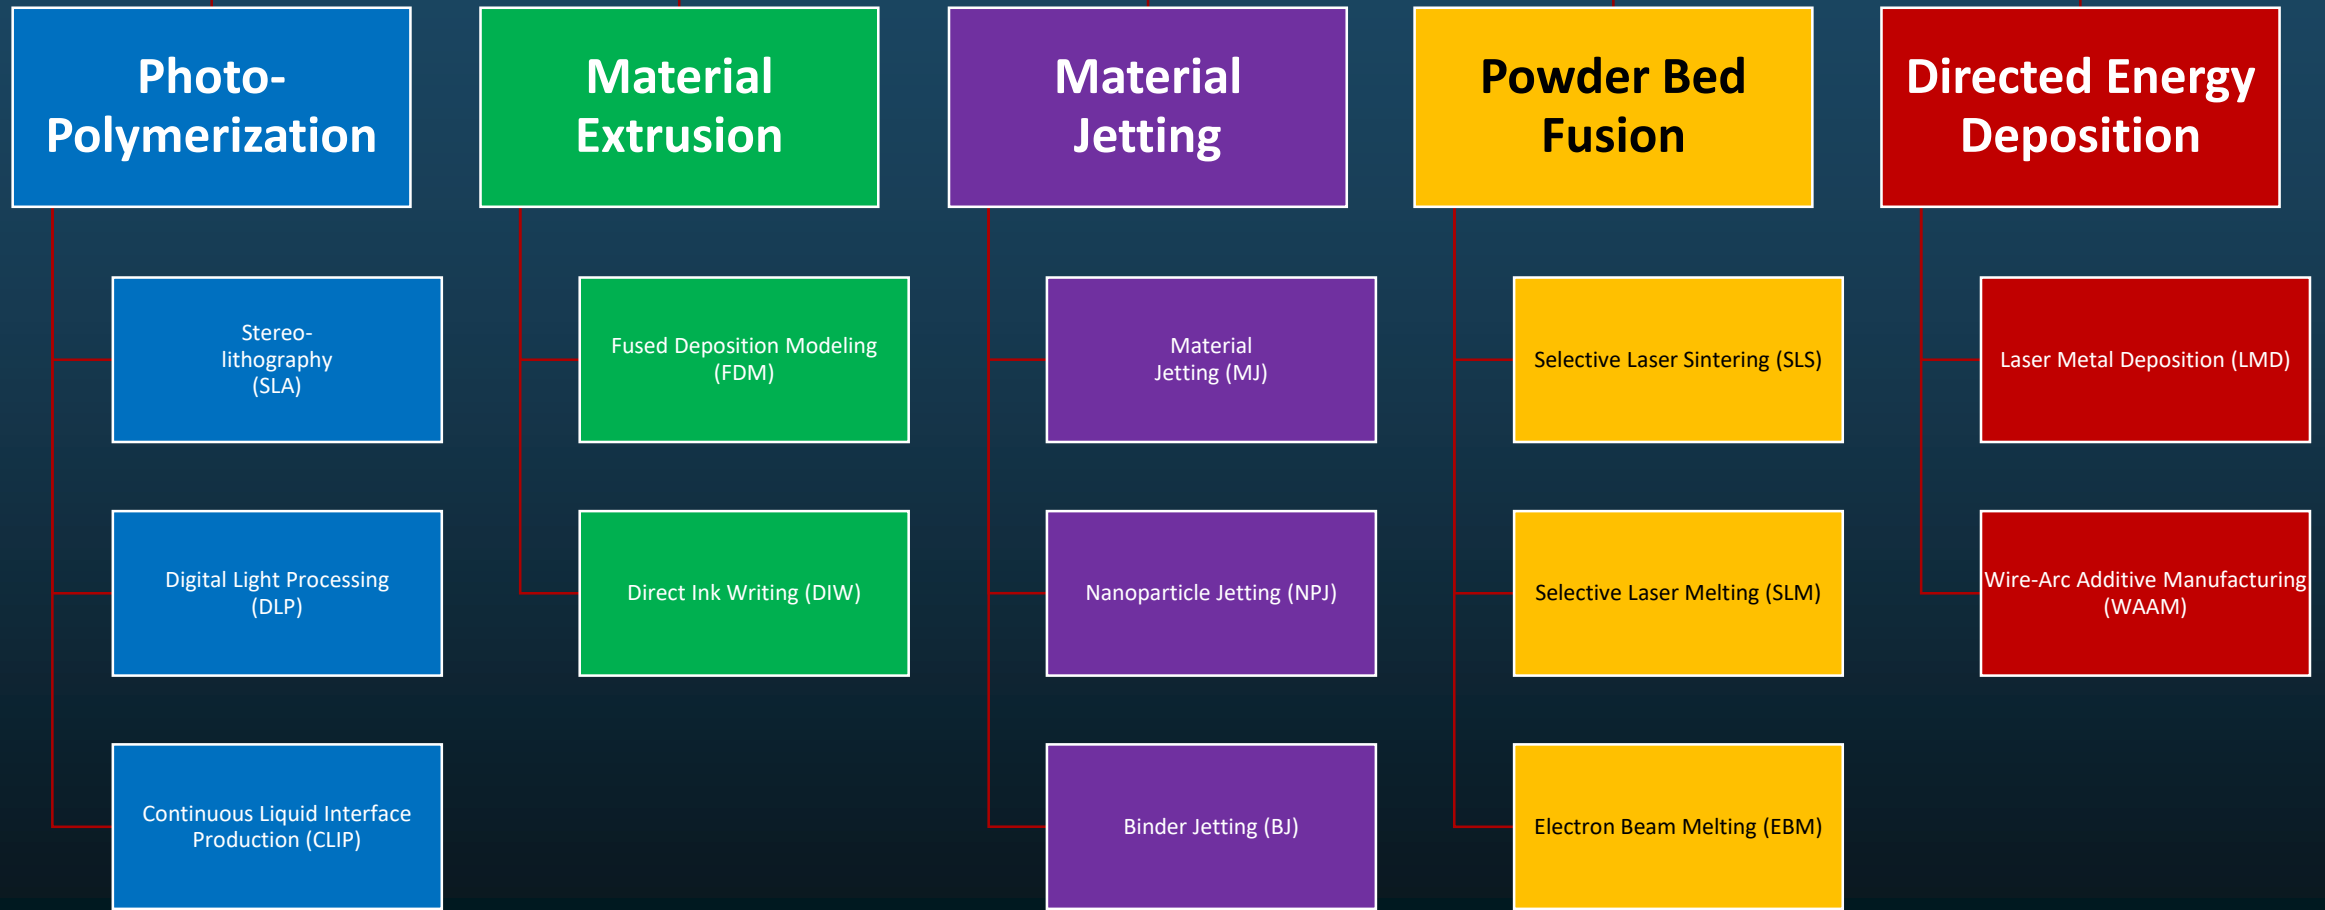 Photo-
Polymerization
Stereo-
lithography
(SLA)
Digital Light Processing
(DLP)
Continuous Liquid Interface
Production (CLIP)
Material
Extrusion
Fused Deposition Modeling
(FDM)
Direct Ink Writing (DIW)
Material
Jetting
Material
Jetting (MJ)
Nanoparticle Jetting (NPJ)
Binder Jetting (BJ)
Powder Bed
Fusion
Selective Laser Sintering (SLS)
Selective Laser Melting (SLM)
Electron Beam Melting (EBM)
Directed Energy
Deposition
Laser Metal Deposition (LMD)
Wire-Arc Additive Manufacturing
(WAAM)